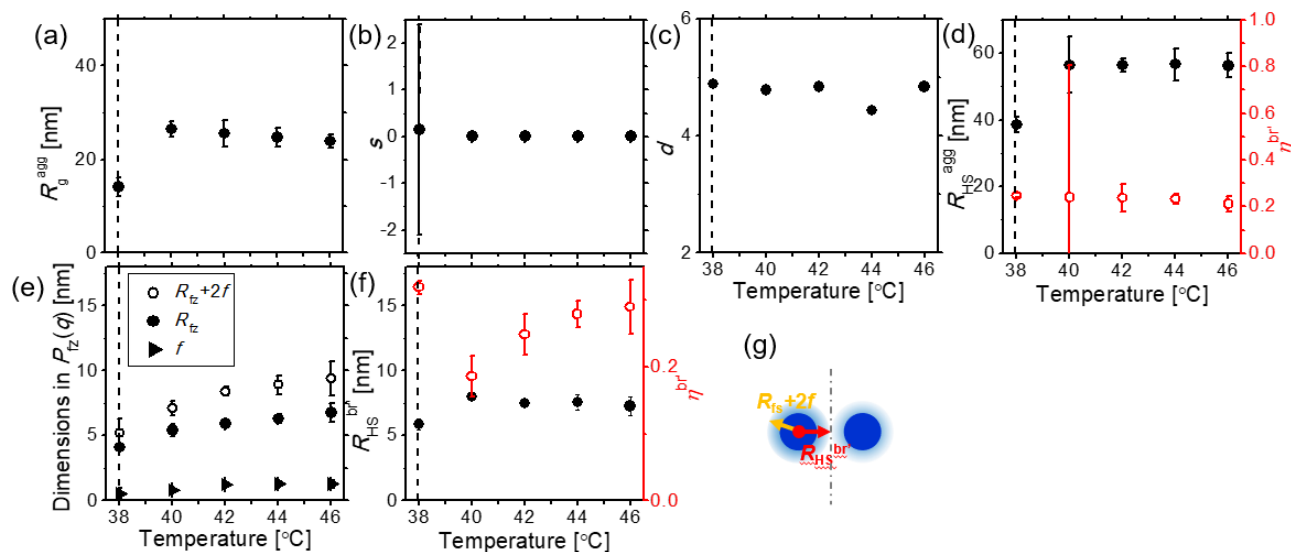 (a)
40
20
0
R_g^agg [nm]
(b)
2
1
0
-1
-2
s
(c)
6
4
2
d
38 40 42 44 46
Temperature [°C]
(d)
60
40
20
0
R_HS^agg [nm]
1.0
0.8
0.6
0.4
0.2
0.0
η^br'
38 40 42 44 46
Temperature [°C]
(e)
15
10
5
0
Dimensions in P_fz(q) [nm]
R_fz+2f
R_fz
f
38 40 42 44 46
Temperature [°C]
(f)
15
10
5
0
R_HS^br' [nm]
0.2
0.0
η^br'
38 40 42 44 46
Temperature [°C]
(g)
R_fs+2f
R_HS^br'